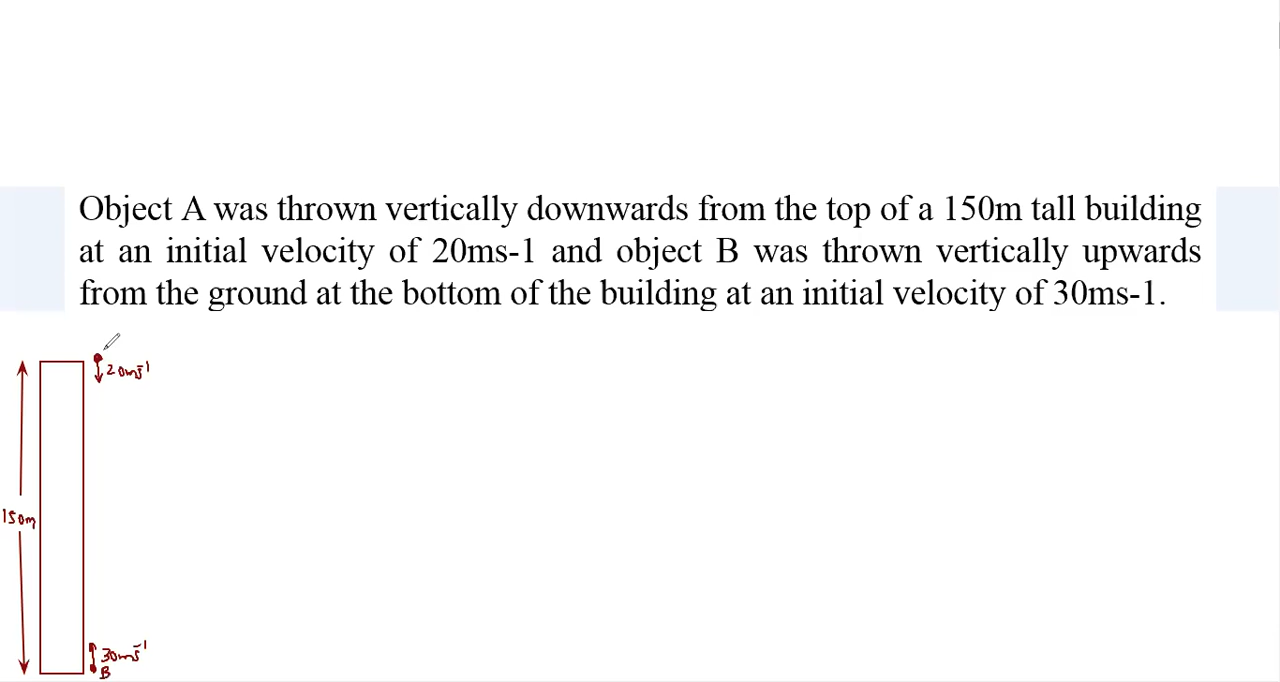 Object A was thrown vertically downwards from the top of a 150m tall building
at an initial velocity of 20ms-1 and object B was thrown vertically upwards
from the ground at the bottom of the building at an initial velocity of 30ms-1.
20ms⁻¹
150m
30ms⁻¹
B